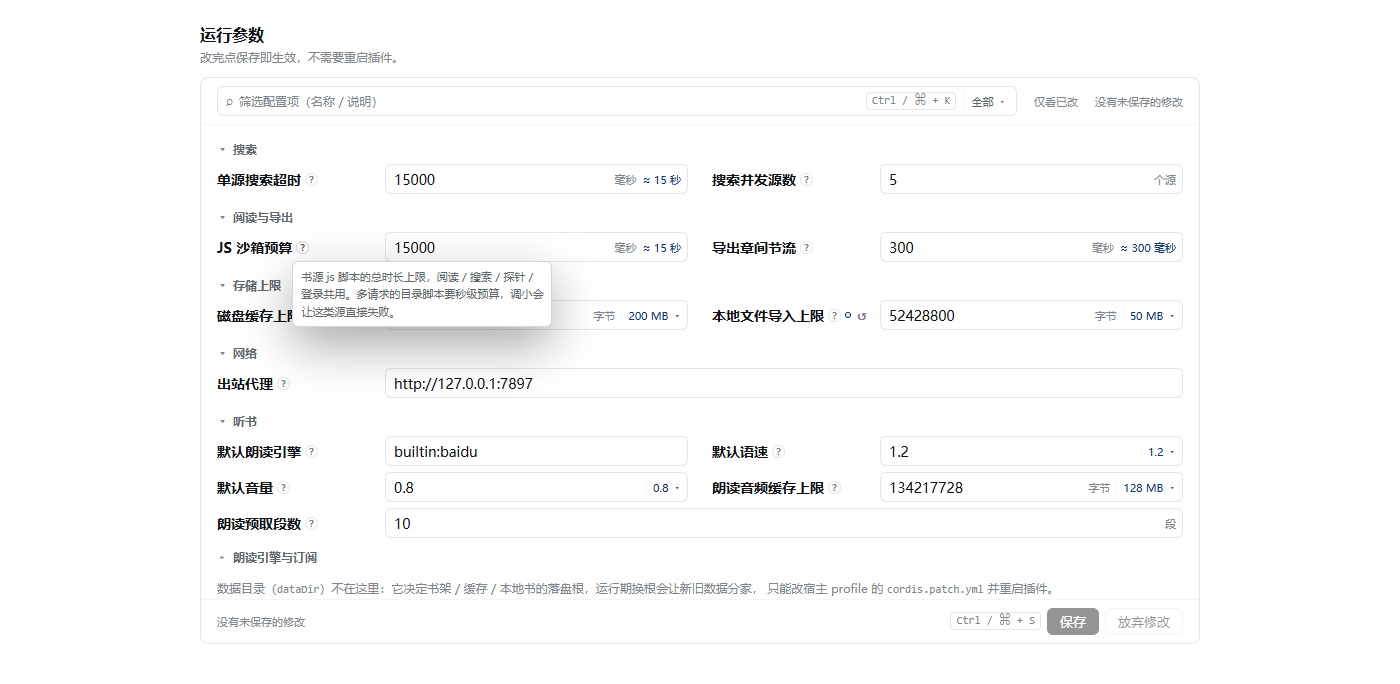 运行参数
改完点保存即生效，不需要重启插件。
筛选配置项（名称 / 说明） Ctrl / ⌘ + K 全部 仅看已改 没有未保存的修改
搜索
单源搜索超时 ? 15000 毫秒 ≈ 15 秒 搜索并发源数 ? 5 个源
阅读与导出
JS 沙箱预算 ? 15000 毫秒 ≈ 15 秒 导出章间节流 ? 300 毫秒 ≈ 300 毫秒
书源 js 脚本的总时长上限，阅读 / 搜索 / 探针 /
登录共用。多请求的目录脚本要秒级预算，调小会
让这类源直接失败。
存储上限
磁盘缓存上限 字节 200 MB 本地文件导入上限 ? 52428800 字节 50 MB
网络
出站代理 ? http://127.0.0.1:7897
听书
默认朗读引擎 ? builtin:baidu 默认语速 ? 1.2 1.2
默认音量 ? 0.8 0.8 朗读音频缓存上限 ? 134217728 字节 128 MB
朗读预取段数 ? 10 段
朗读引擎与订阅
数据目录（dataDir）不在这里：它决定书架 / 缓存 / 本地书的落盘根，运行期换根会让新旧数据分家， 只能改宿主 profile 的 cordis.patch.yml 并重启插件。
没有未保存的修改 Ctrl / ⌘ + S 保存 放弃修改